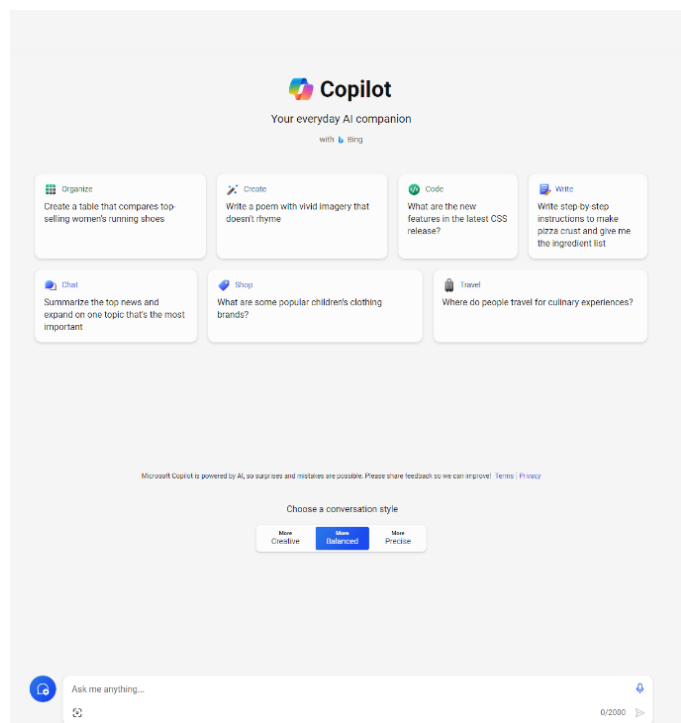 Copilot
Your everyday AI companion
with Bing
Organize
Create a table that compares top-
selling women's running shoes
Create
Write a poem with vivid imagery that
doesn't rhyme
Code
What are the new
features in the latest CSS
release?
Write
Write step-by-step
instructions to make
pizza crust and give me
the ingredient list
Chat
Summarize the top news and
expand on one topic that's the most
important
Shop
What are some popular children's clothing
brands?
Travel
Where do people travel for culinary experiences?
Microsoft Copilot is powered by AI, so surprises and mistakes are possible. Please share feedback so we can improve! Terms | Privacy
Choose a conversation style
More
Creative
More
Balanced
More
Precise
Ask me anything...
0/2000